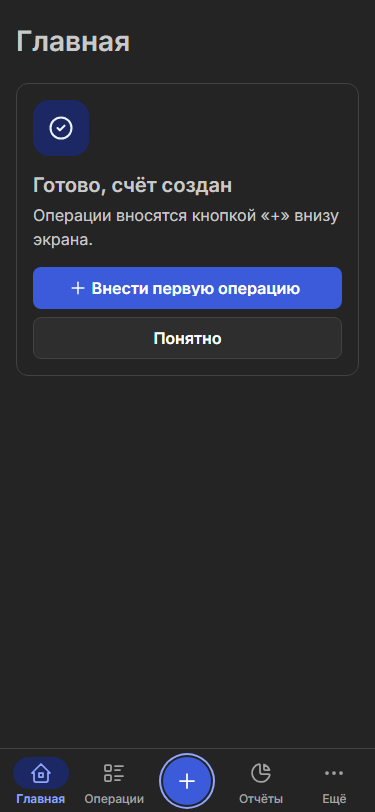 Главная
Готово, счёт создан
Операции вносятся кнопкой «+» внизу
экрана.
Внести первую операцию
Понятно
Главная
Операции
Отчёты
Ещё